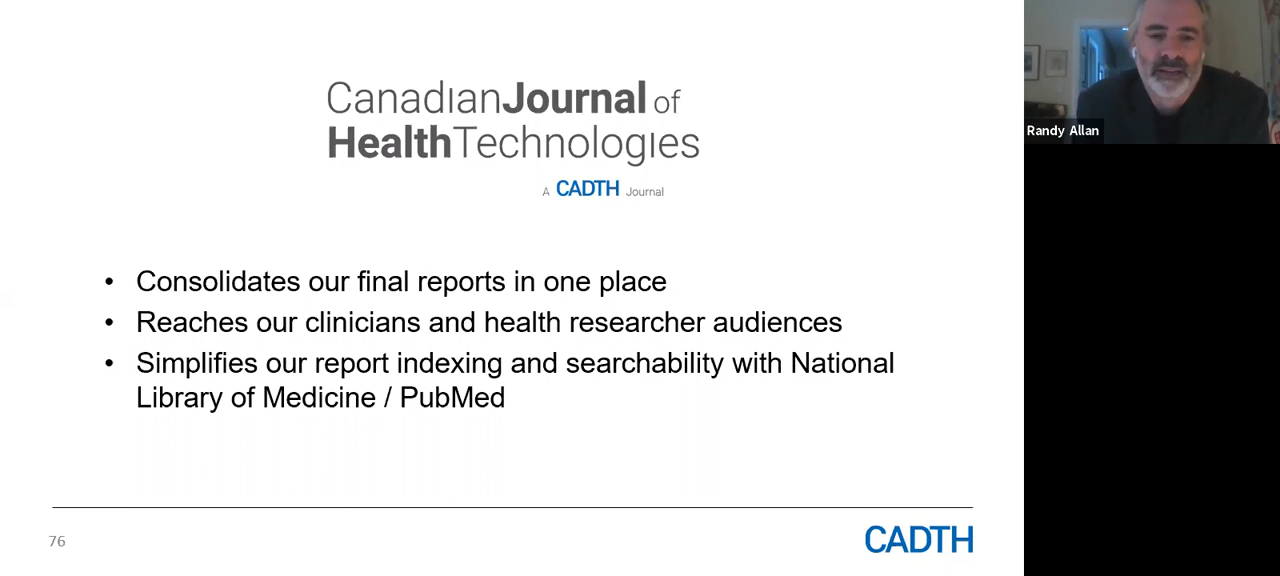 CanadianJournal of
HealthTechnologies
A CADTH Journal
• Consolidates our final reports in one place
• Reaches our clinicians and health researcher audiences
• Simplifies our report indexing and searchability with National
Library of Medicine / PubMed
76
CADTH
Randy Allan